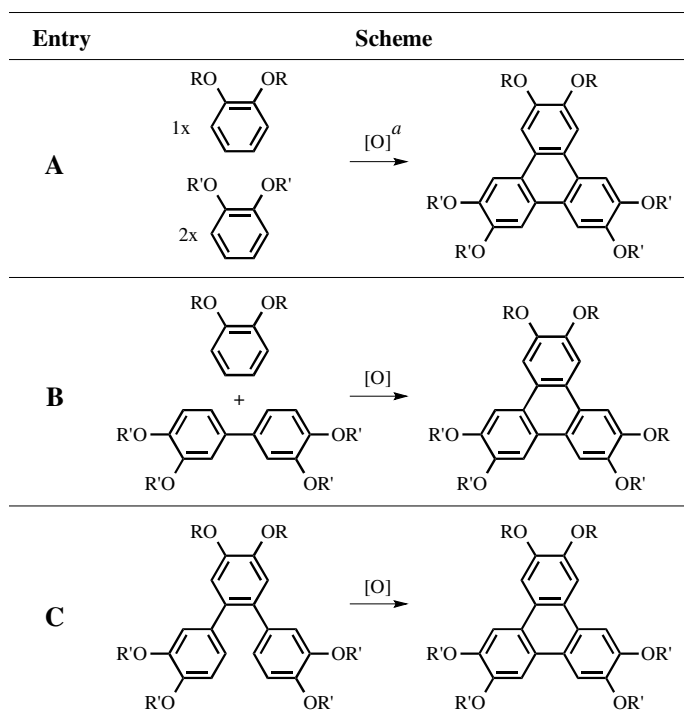 Entry Scheme
RO OR
1x
[O]a
R'O OR'
2x
A
RO OR
R'O OR'
R'O OR'
RO OR
+
[O]
B
R'O OR'
R'O OR'
RO OR
R'O OR
R'O OR'
RO OR
[O]
C
R'O OR'
R'O OR'
RO OR
R'O OR'
R'O OR'